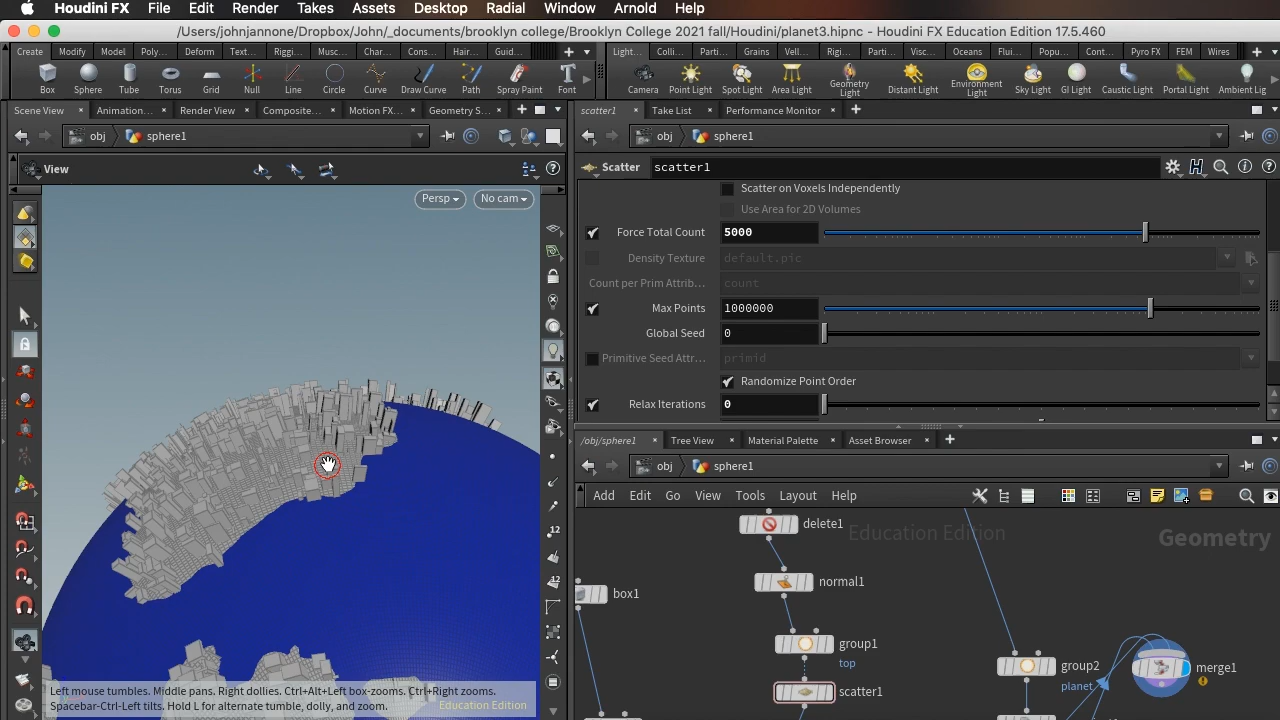 Houdini FX File Edit Render Takes Assets Desktop Radial Window Arnold Help
/Users/johnjannone/Dropbox/John/_documents/brooklyn college/Brooklyn College 2021 fall/Houdini/planet3.hipnc - Houdini FX Education Edition 17.5.460
Create Modify Model Poly... Deform Text... Riggi... Musc... Char... Cons... Hair... Guid... Light... Colli... Parti... Grains Vell... Rigi... Parti... Visc... Oceans Flui... Popu... Cont... Pyro FX FEM Wires
Box Sphere Tube Torus Grid Null Line Circle Curve Draw Curve Path Spray Paint Font Camera Point Light Spot Light Area Light Geometry Light Distant Light Environment Light Sky Light GI Light Caustic Light Portal Light Ambient Lig
Scene View Animation... Render View Composite... Motion FX... Geometry S... scatter1 Take List Performance Monitor
obj sphere1 obj sphere1
View
Scatter scatter1
Persp No cam
Scatter on Voxels Independently
Use Area for 2D Volumes
Force Total Count 5000
Density Texture default.pic
Count per Prim Attrib... count
Max Points 1000000
Global Seed 0
Primitive Seed Attr... primid
Randomize Point Order
Relax Iterations 0
/obj/sphere1 Tree View Material Palette Asset Browser
obj sphere1
Add Edit Go View Tools Layout Help
delete1
Education Edition
Geometry
normal1
box1
group1
top
scatter1
group2
planet
merge1
12
12
Left mouse tumbles. Middle pans. Right dollies. Ctrl+Alt+Left box-zooms. Ctrl+Right zooms.
Spacebar-Ctrl-Left tilts. Hold L for alternate tumble, dolly, and zoom.
Education Edition